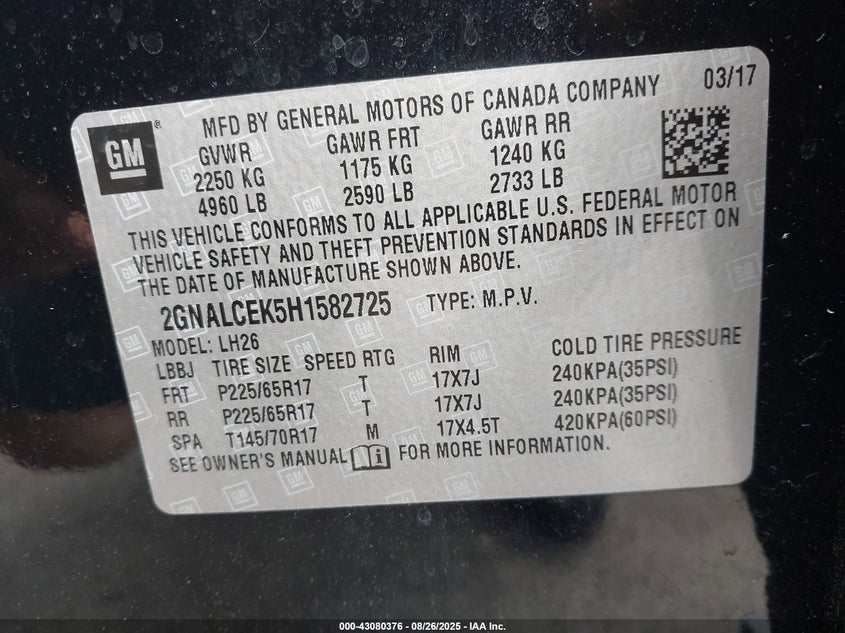 03/17
MFD BY GENERAL MOTORS OF CANADA COMPANY
GM ®
GVWR GAWR FRT GAWR RR
2250 KG 1175 KG 1240 KG
4960 LB 2590 LB 2733 LB
THIS VEHICLE CONFORMS TO ALL APPLICABLE U.S. FEDERAL MOTOR
VEHICLE SAFETY AND THEFT PREVENTION STANDARDS IN EFFECT ON
THE DATE OF MANUFACTURE SHOWN ABOVE.
2GNALCEK5H1582725 TYPE: M.P.V.
MODEL: LH26
LBBJ TIRE SIZE SPEED RTG RIM COLD TIRE PRESSURE
FRT P225/65R17 T 17X7J 240KPA(35PSI)
RR P225/65R17 T 17X7J 240KPA(35PSI)
SPA T145/70R17 M 17X4.5T 420KPA(60PSI)
SEE OWNER'S MANUAL FOR MORE INFORMATION.
000-43080376 - 08/26/2025 - IAA Inc.